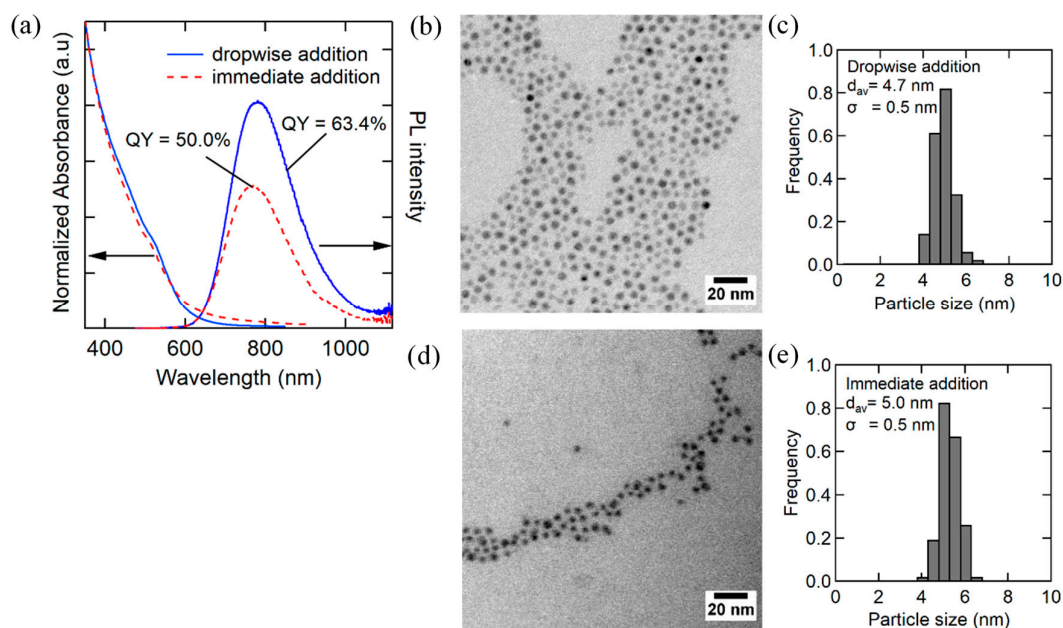 (a)
Normalized Absorbance (a.u)
dropwise addition
immediate addition
QY = 50.0%
QY = 63.4%
PL intensity
400 600 800 1000
Wavelength (nm)
(b)
20 nm
(c)
Frequency
1.0
0.8
0.6
0.4
0.2
0.0
Dropwise addition
dav= 4.7 nm
σ = 0.5 nm
0 2 4 6 8 10
Particle size (nm)
(d)
20 nm
(e)
Frequency
1.0
0.8
0.6
0.4
0.2
0.0
Immediate addition
dav= 5.0 nm
σ = 0.5 nm
0 2 4 6 8 10
Particle size (nm)